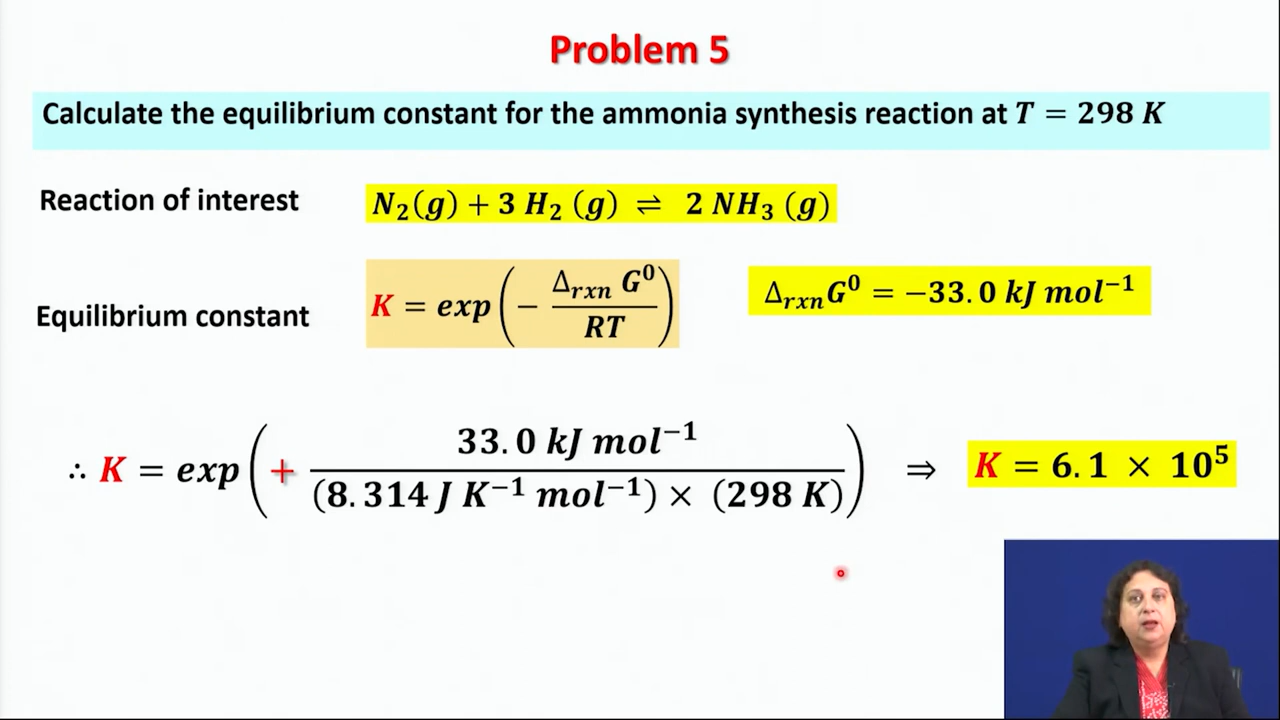 Problem 5
Calculate the equilibrium constant for the ammonia synthesis reaction at T = 298 K
Reaction of interest N₂(g) + 3 H₂ (g) ⇌ 2 NH₃ (g)
Equilibrium constant K = exp(− Δᵣₓₙ G⁰ / RT) ΔᵣₓₙG⁰ = −33.0 kJ mol⁻¹
∴ K = exp(+ 33.0 kJ mol⁻¹ / (8.314 J K⁻¹ mol⁻¹) × (298 K)) ⇒ K = 6.1 × 10⁵